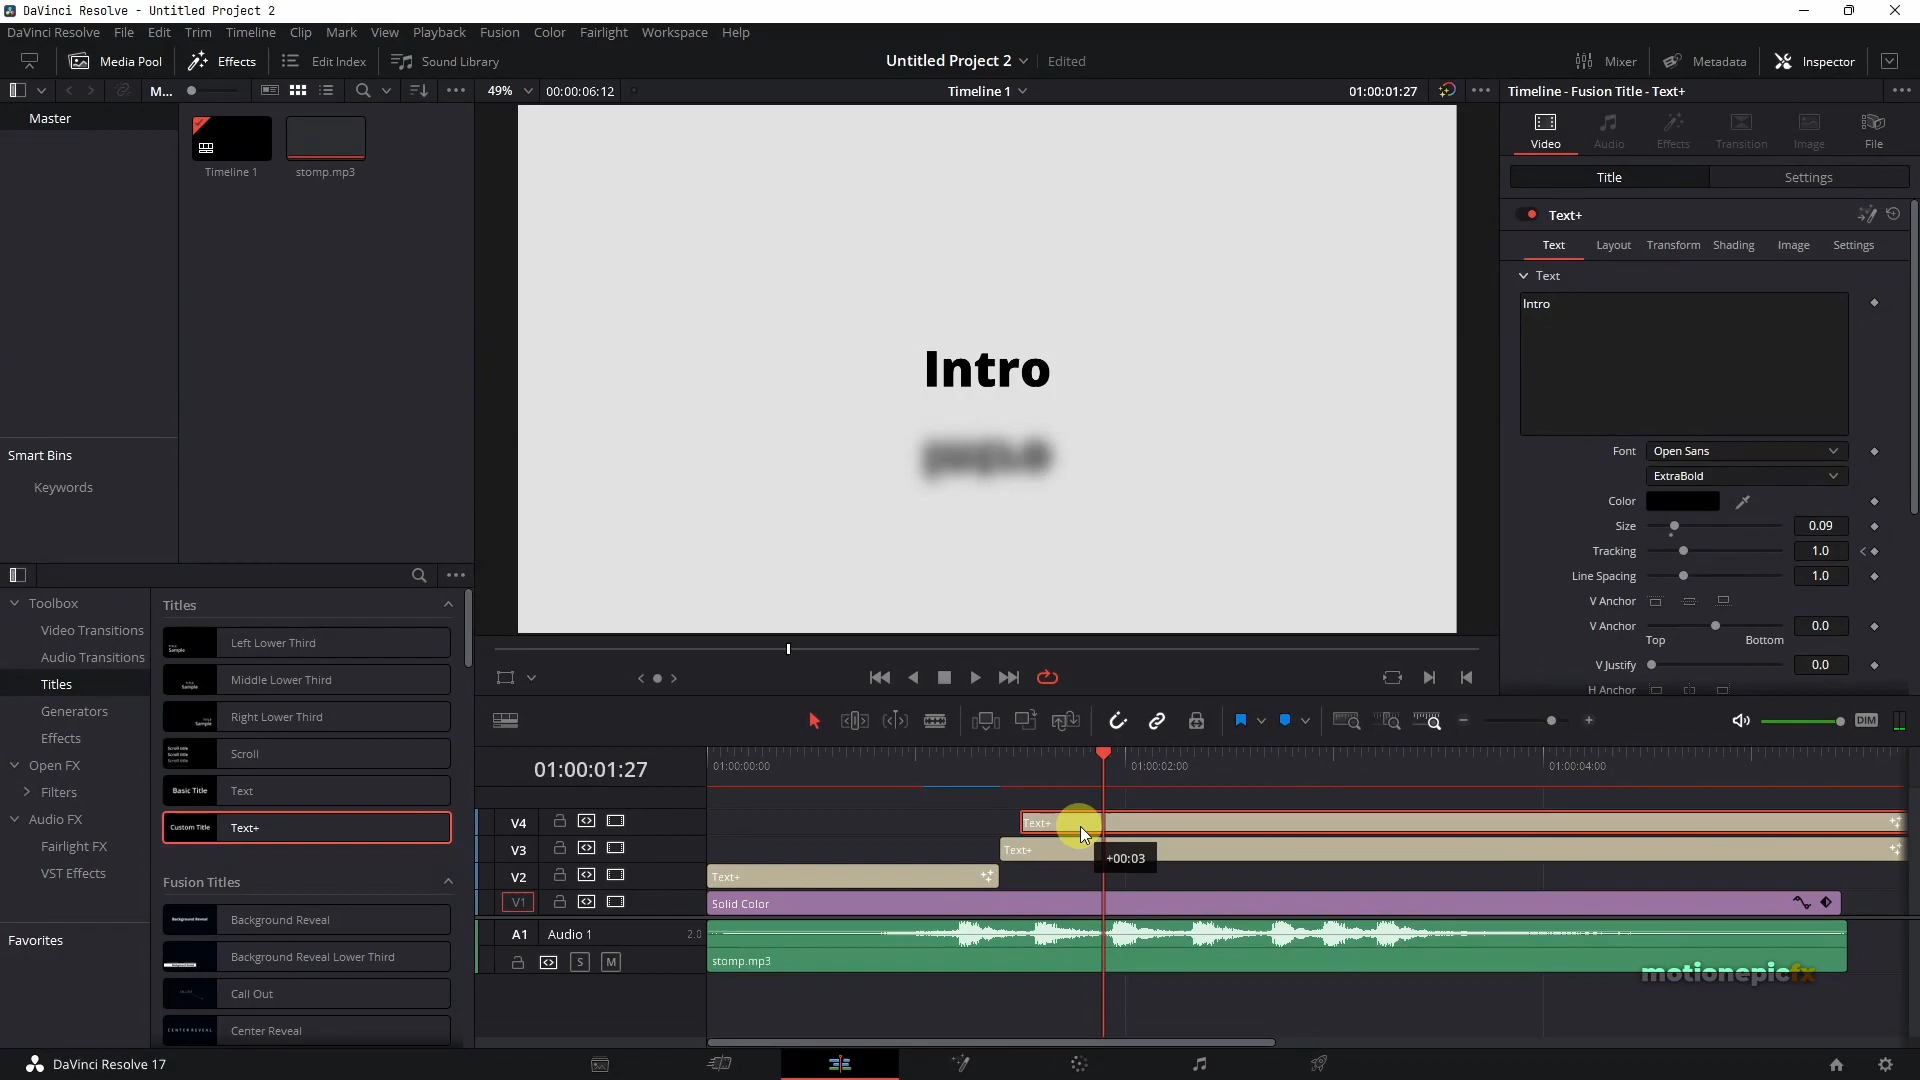 DaVinci Resolve - Untitled Project 2
DaVinci Resolve File Edit Trim Timeline Clip Mark View Playback Fusion Color Fairlight Workspace Help
Media Pool Effects Edit Index Sound Library Untitled Project 2 Edited Mixer Metadata Inspector
M... 49% 00:00:06:12 Timeline 1 01:00:01:27 Timeline - Fusion Title - Text+
Master
Timeline 1 stomp.mp3
Smart Bins
Keywords
Intro
Video Audio Effects Transition Image File
Title Settings
Text+
Text Layout Transform Shading Image Settings
Text
Intro
Font Open Sans
ExtraBold
Color
Size 0.09
Tracking 1.0
Line Spacing 1.0
V Anchor
V Anchor 0.0
Top Bottom
V Justify 0.0
H Anchor
Toolbox
Video Transitions
Audio Transitions
Titles
Generators
Effects
Open FX
Filters
Audio FX
Fairlight FX
VST Effects
Favorites
Titles
Left Lower Third
Middle Lower Third
Right Lower Third
Scroll
Basic Title Text
Custom Title Text+
Fusion Titles
Background Reveal Background Reveal
Background Reveal Lower Third
Call Out
CENTER REVEAL Center Reveal
DIM
01:00:01:27 01:00:00:00 01:00:02:00 01:00:04:00
V4 Text+
V3 Text+ +00:03
V2 Text+
V1 Solid Color
A1 Audio 1 2.0
S M stomp.mp3
motionepicfx
DaVinci Resolve 17